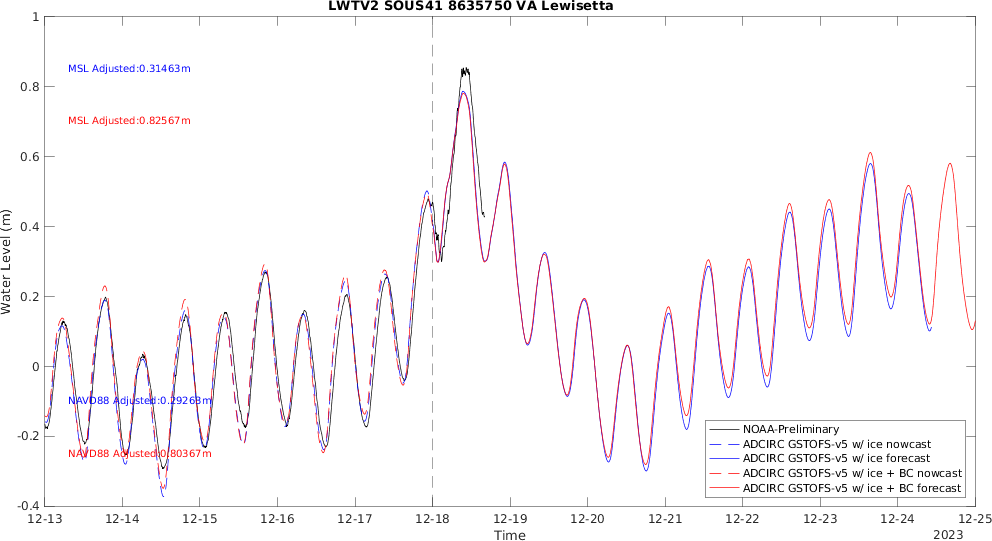 LWTV2 SOUS41 8635750 VA Lewisetta
MSL Adjusted:0.31463m
MSL Adjusted:0.82567m
NAVD88 Adjusted:0.29263m
NAVD88 Adjusted:0.80367m
Water Level (m)
1
0.8
0.6
0.4
0.2
0
-0.2
-0.4
12-13 12-14 12-15 12-16 12-17 12-18 12-19 12-20 12-21 12-22 12-23 12-24 12-25
Time
2023
NOAA-Preliminary
ADCIRC GSTOFS-v5 w/ ice nowcast
ADCIRC GSTOFS-v5 w/ ice forecast
ADCIRC GSTOFS-v5 w/ ice + BC nowcast
ADCIRC GSTOFS-v5 w/ ice + BC forecast